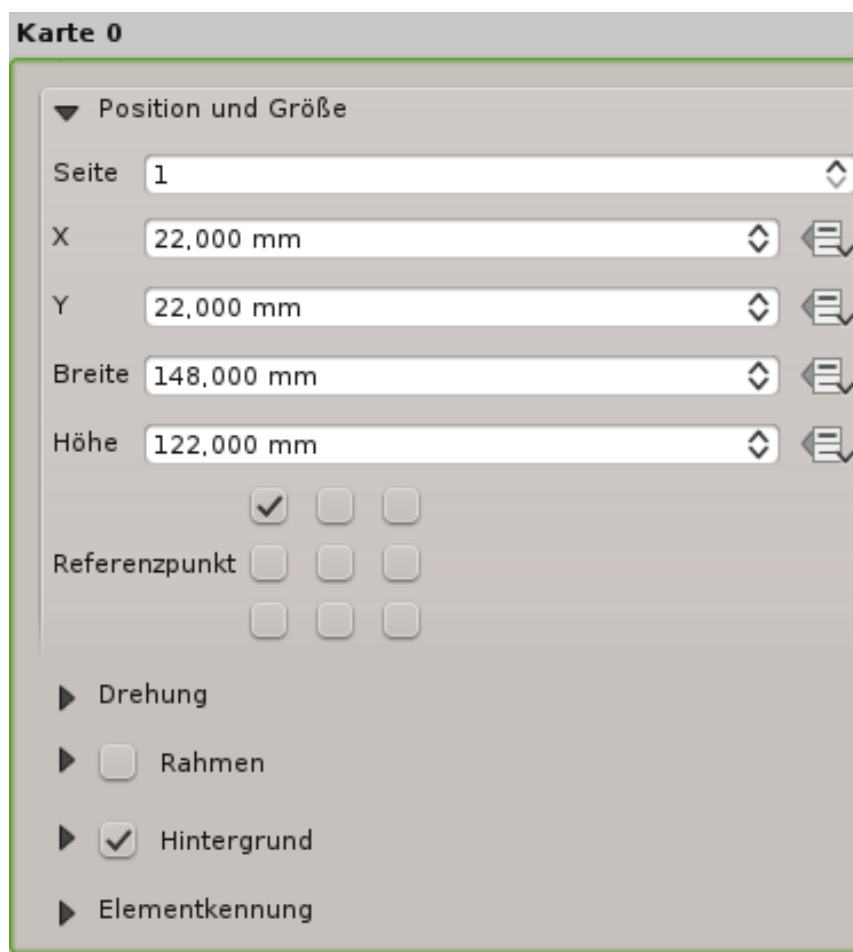 Karte 0
Position und Größe
Seite 1
X 22,000 mm
Y 22,000 mm
Breite 148,000 mm
Höhe 122,000 mm
Referenzpunkt
Drehung
Rahmen
Hintergrund
Elementkennung